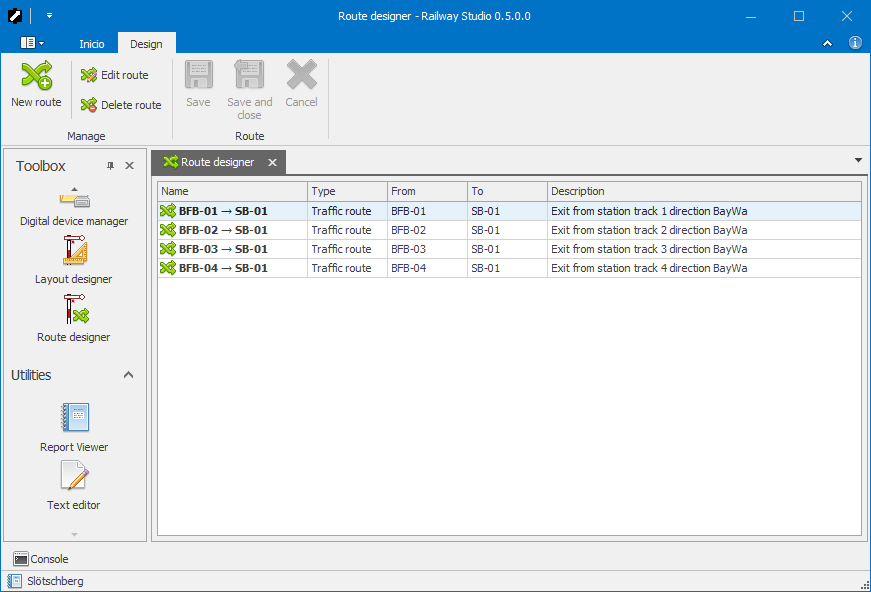 Route designer - Railway Studio 0.5.0.0
Inicio Design
New route
Edit route
Delete route
Manage
Save
Save and close
Cancel
Route
Toolbox
Digital device manager
Layout designer
Route designer
Utilities
Report Viewer
Text editor
Route designer
Name Type From To Description
BFB-01 → SB-01 Traffic route BFB-01 SB-01 Exit from station track 1 direction BayWa
BFB-02 → SB-01 Traffic route BFB-02 SB-01 Exit from station track 2 direction BayWa
BFB-03 → SB-01 Traffic route BFB-03 SB-01 Exit from station track 3 direction BayWa
BFB-04 → SB-01 Traffic route BFB-04 SB-01 Exit from station track 4 direction BayWa
Console
Slötschberg